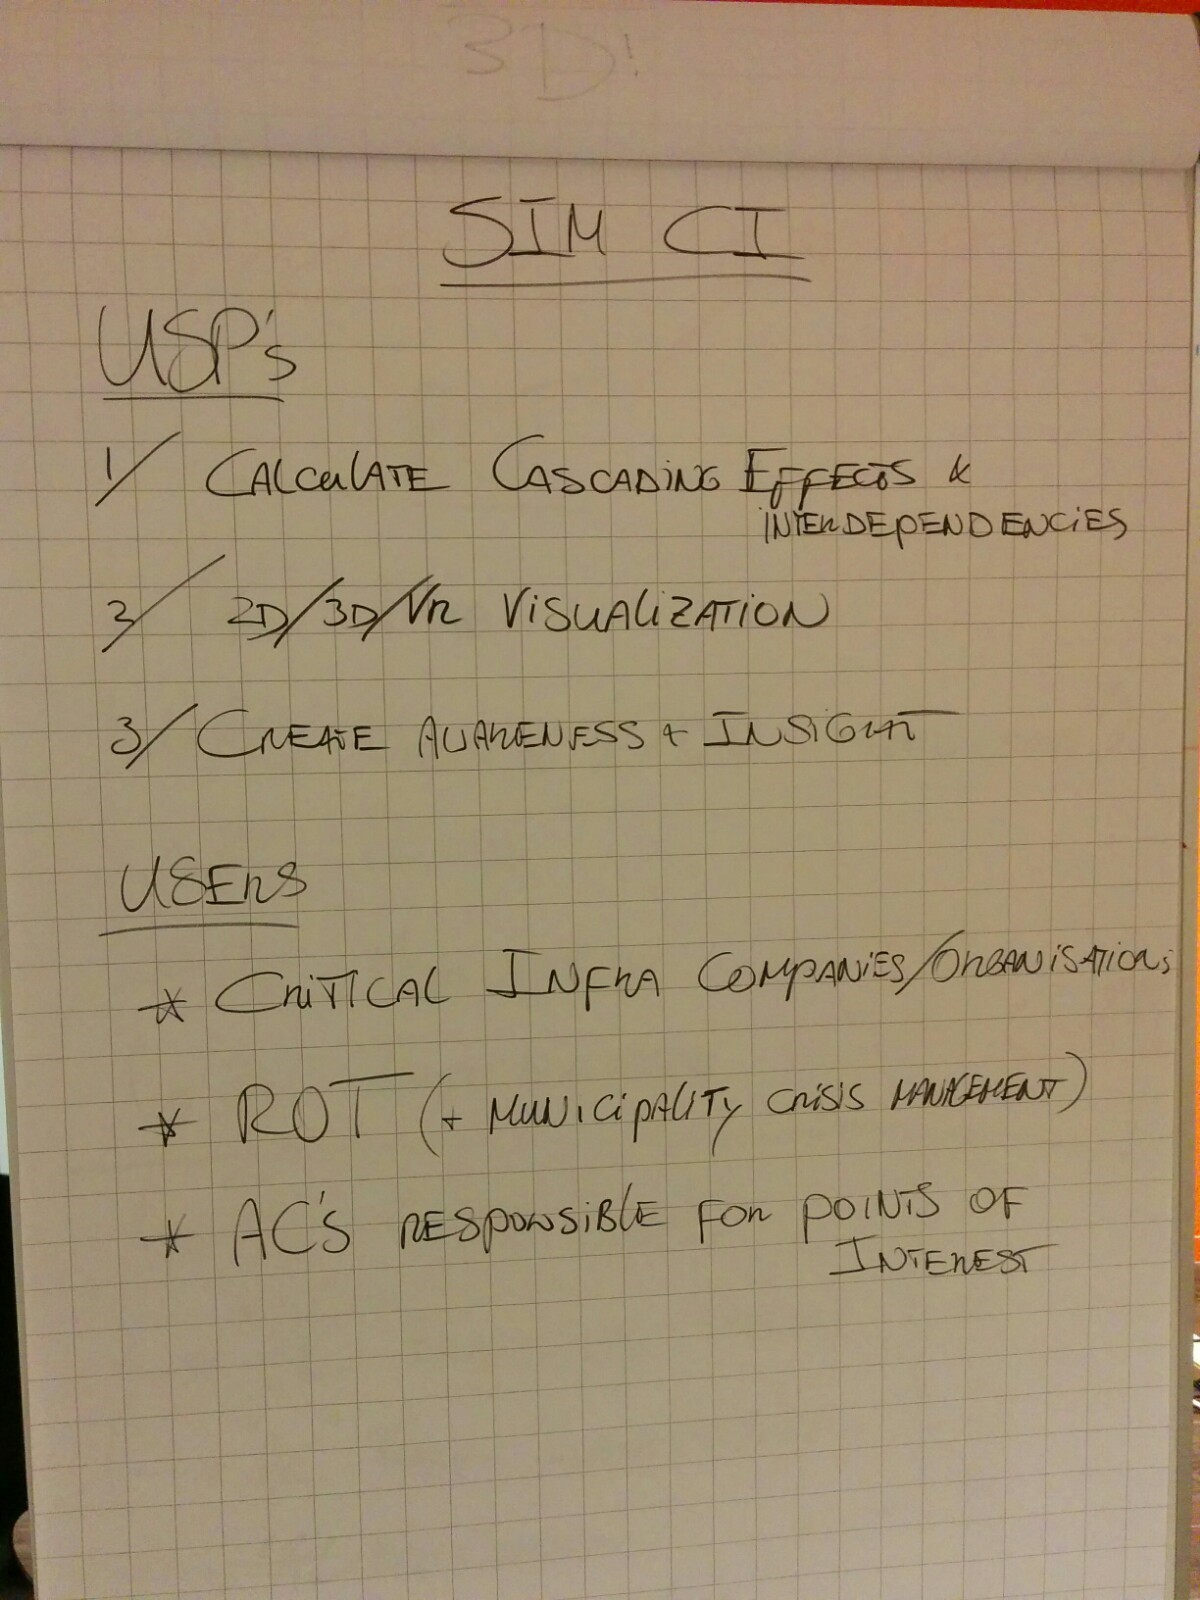 3D!
SIM CI
USP's
1/ CALCULATE CASCADING EFFECTS &
INTERDEPENDENCIES
2/ 2D/3D/VR VISUALIZATION
3/ CREATE AWARENESS + INSIGHT
USERS
* CRITICAL INFRA COMPANIES/ORGANISATIONS
* ROT (+ MUNICIPALITY CRISIS MANAGEMENT)
* AC's RESPONSIBLE FOR POINTS OF
INTEREST